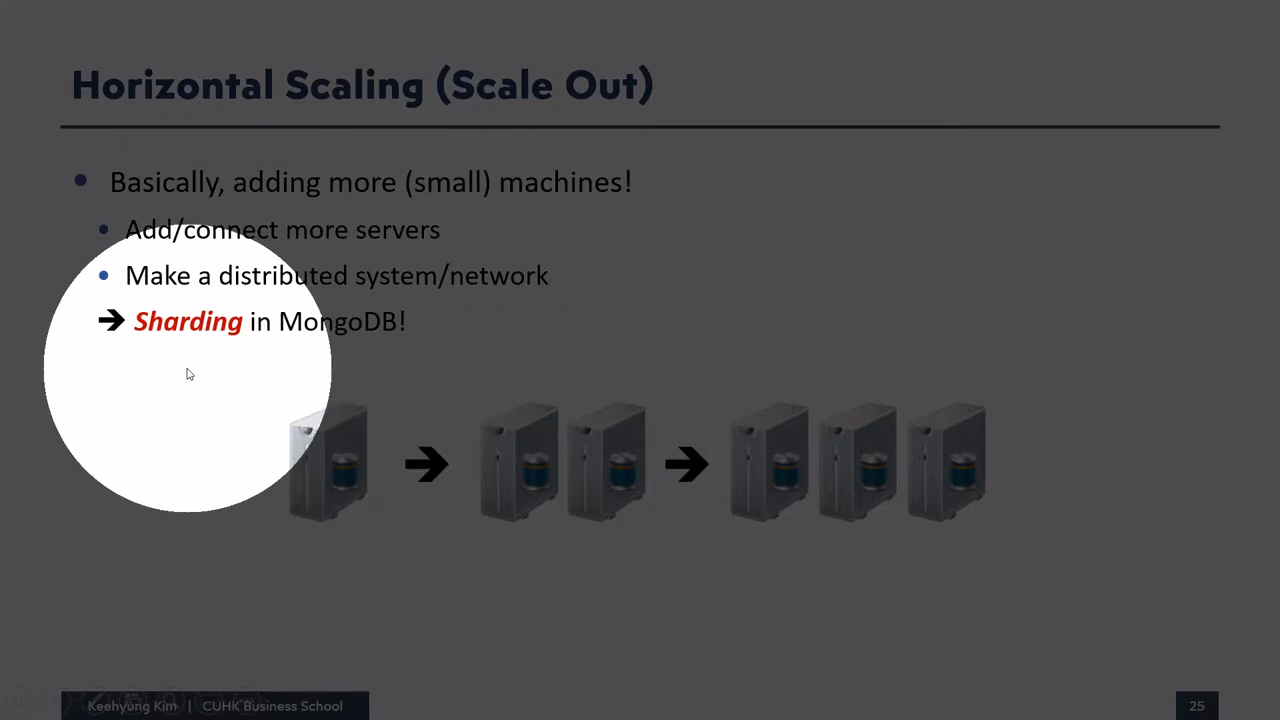 Horizontal Scaling (Scale Out)
Basically, adding more (small) machines!
Add/connect more servers
Make a distributed system/network
➔ Sharding in MongoDB!
Keehyung Kim | CUHK Business School
25